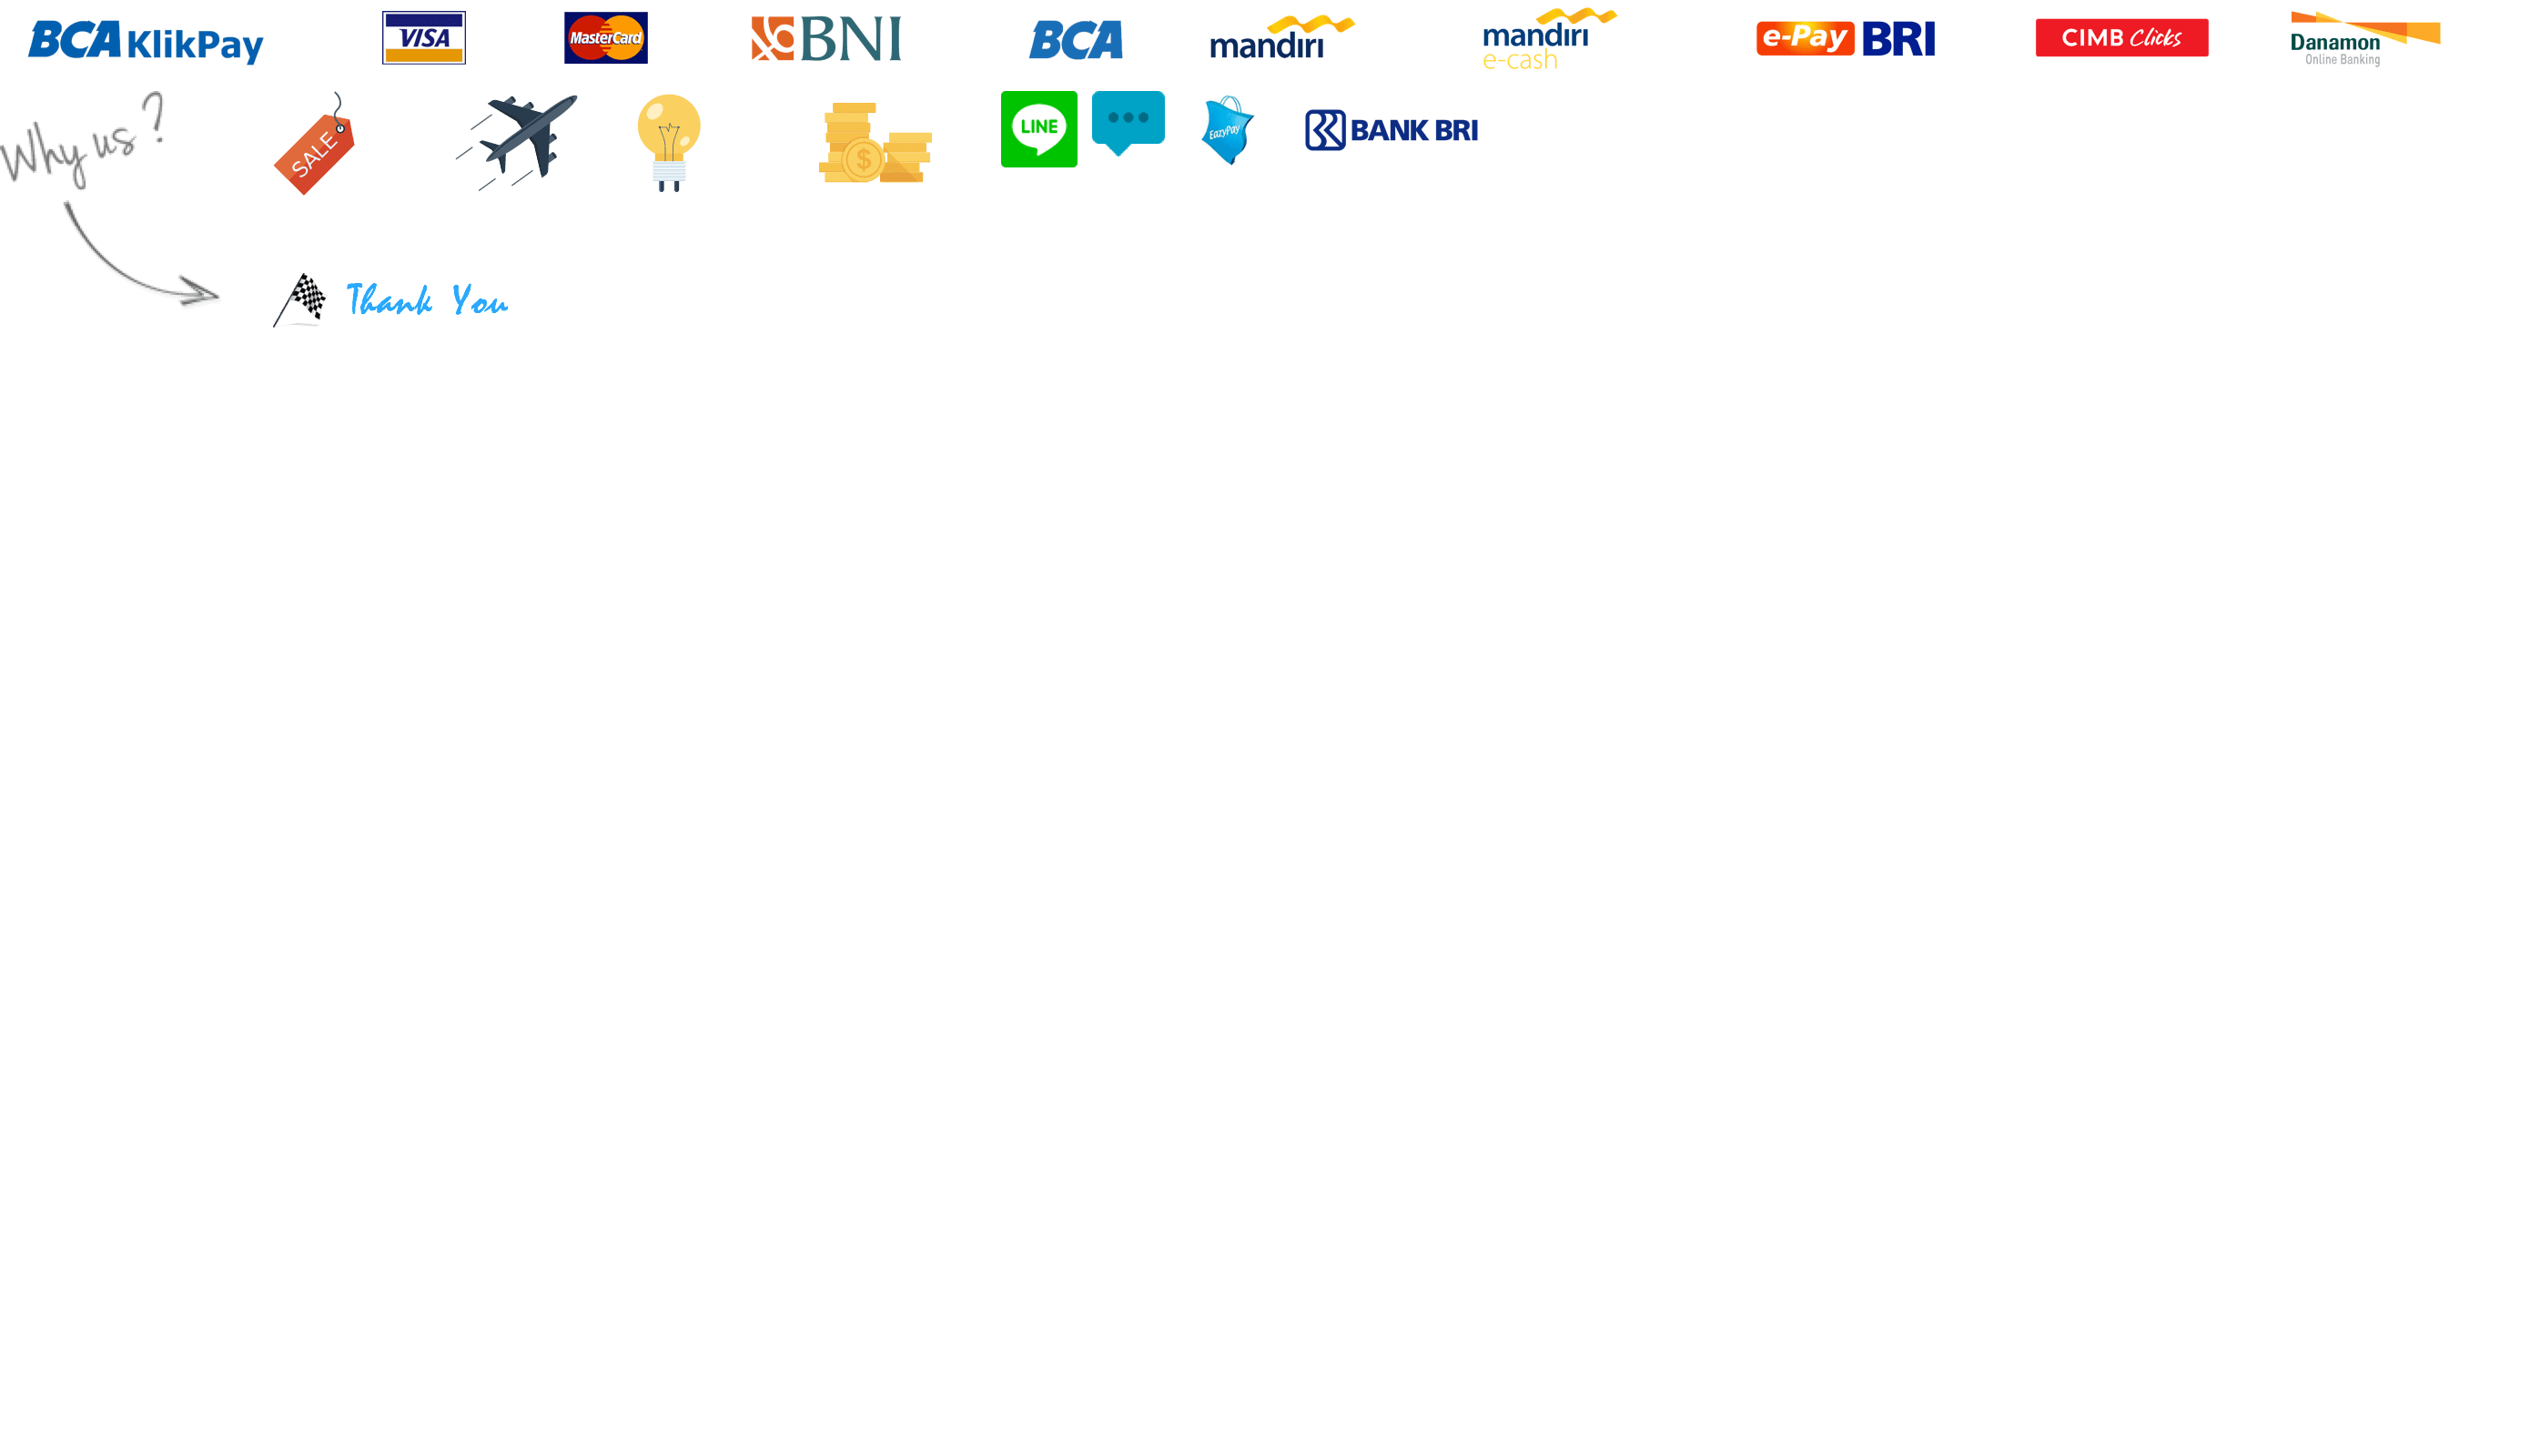 BCA KlikPay VISA MasterCard BNI BCA mandiri mandiri e-Pay BRI CIMB Clicks Danamon
e-cash Online Banking
Why us ? SALE $ LINE EazyPay BANK BRI
Thank You